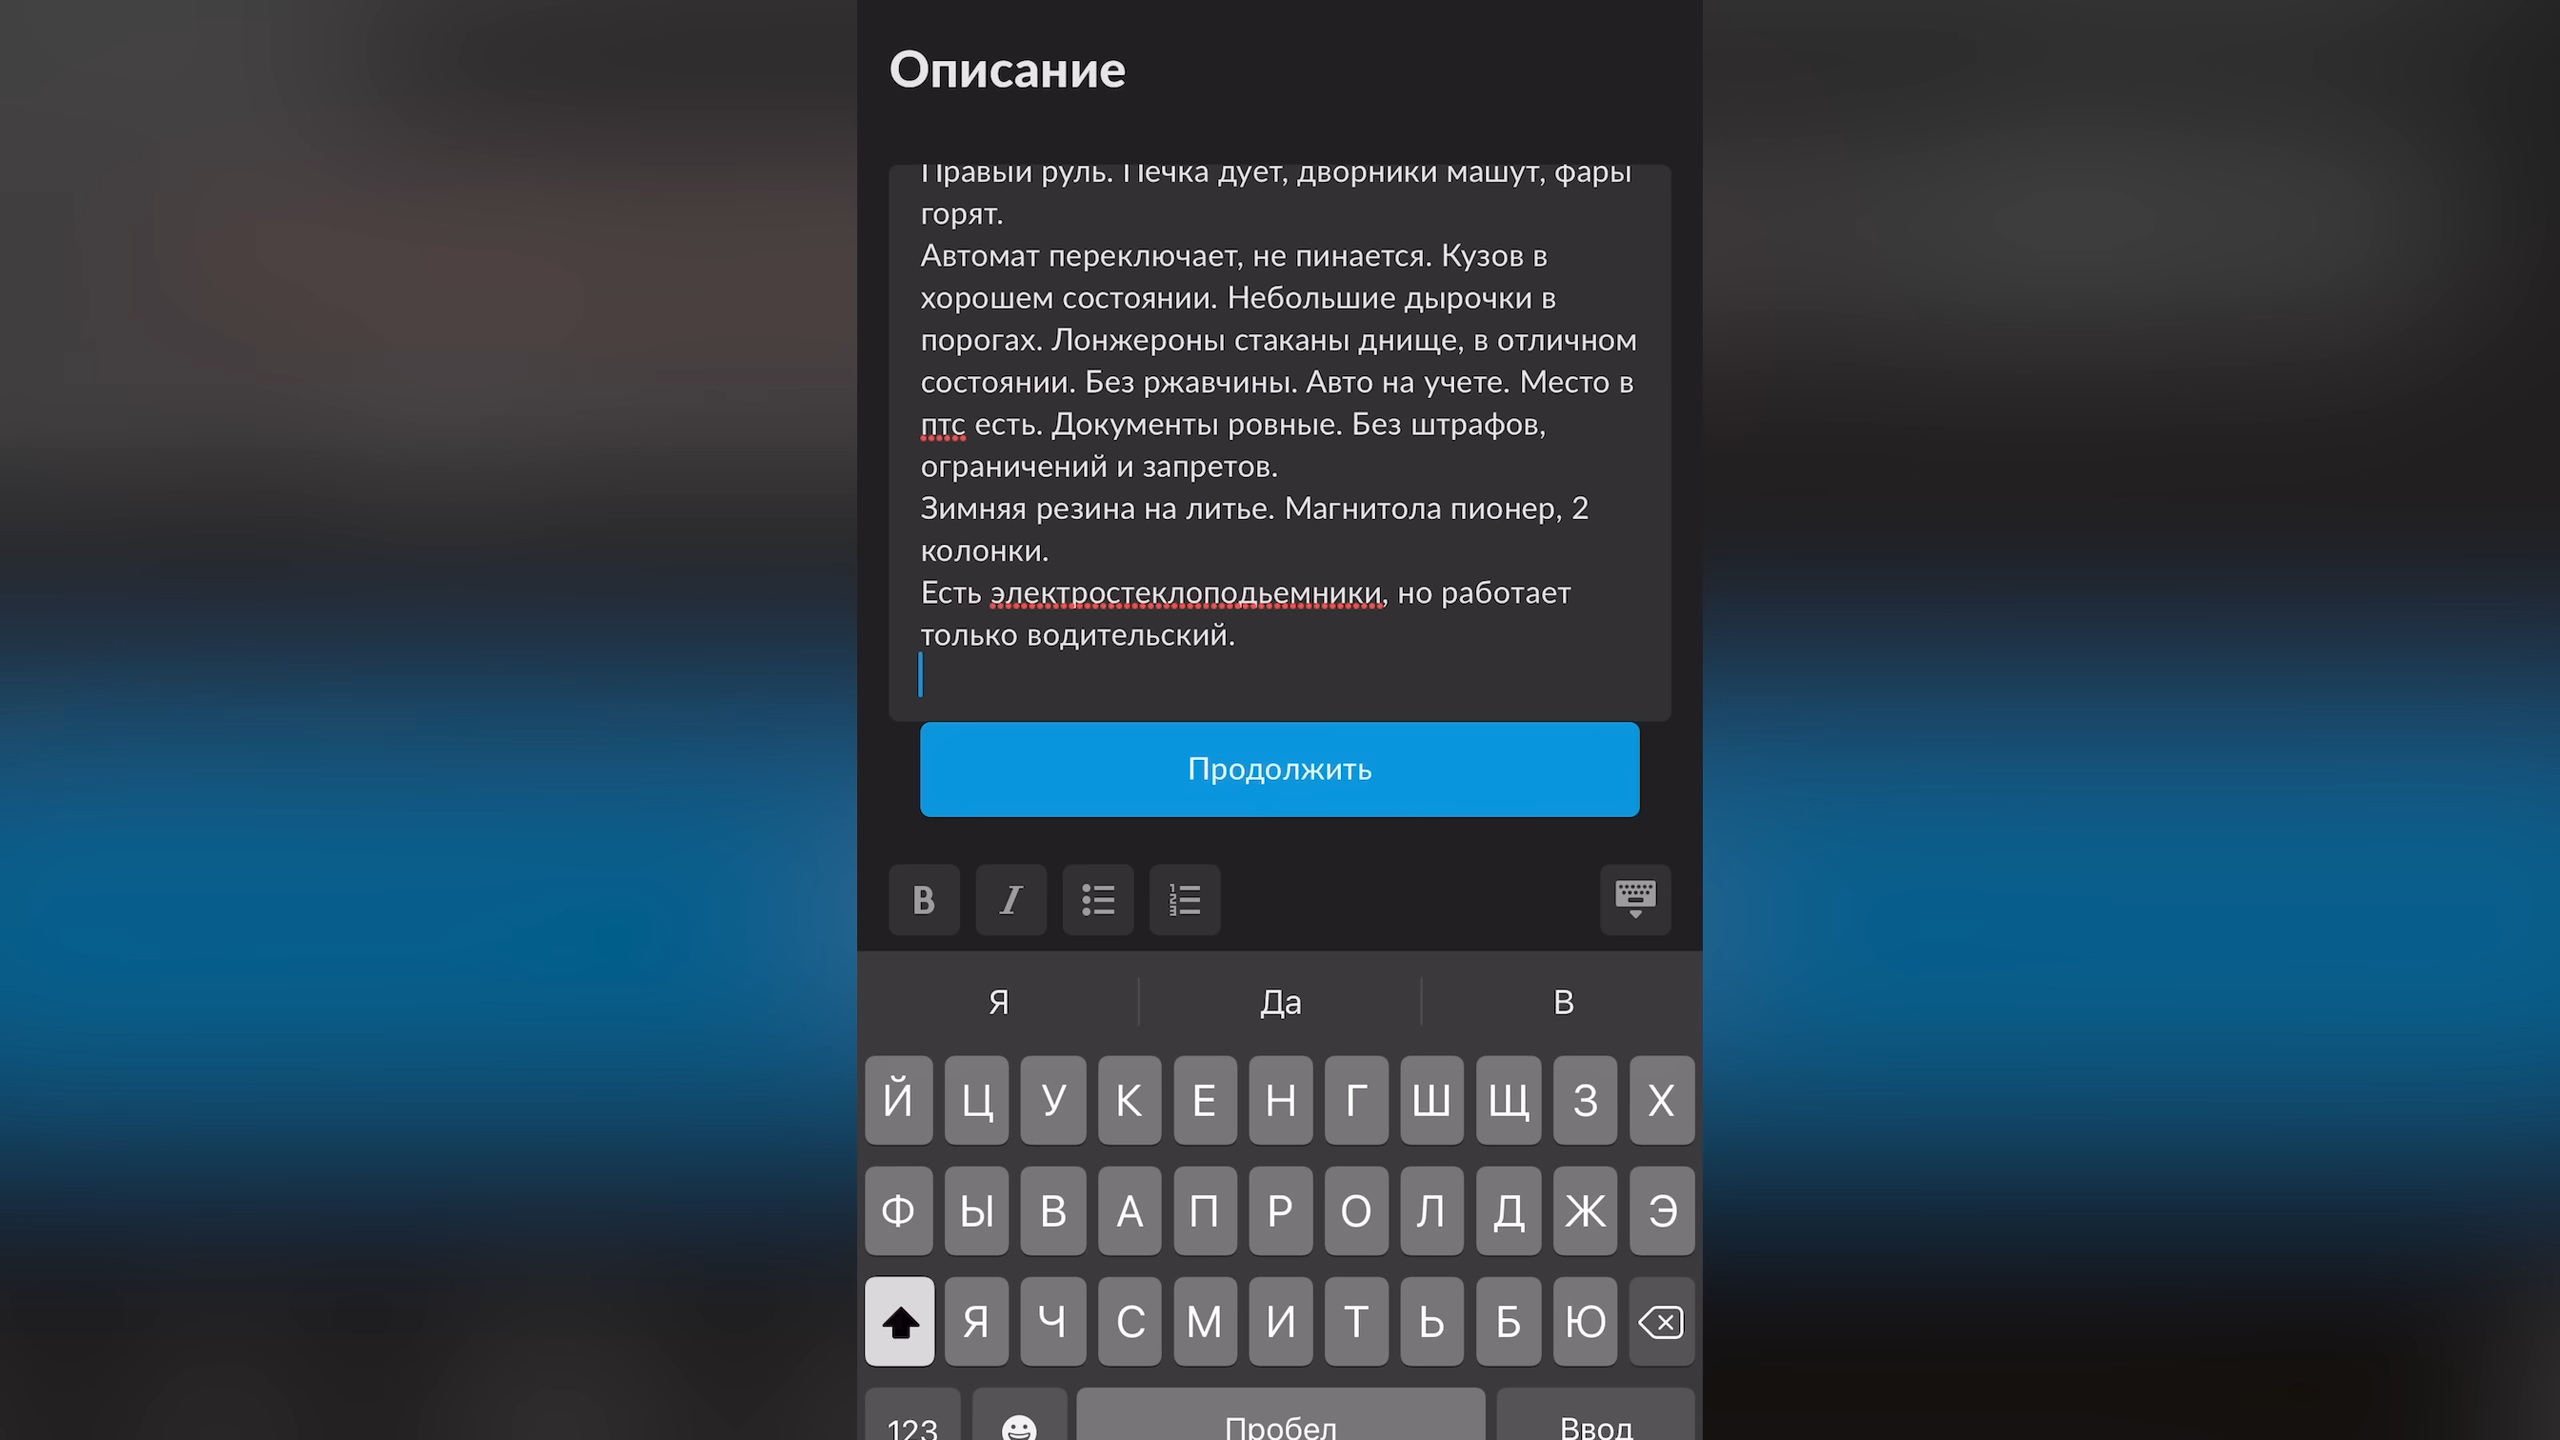 Описание
Правый руль. Печка дует, дворники машут, фары
горят.
Автомат переключает, не пинается. Кузов в
хорошем состоянии. Небольшие дырочки в
порогах. Лонжероны стаканы днище, в отличном
состоянии. Без ржавчины. Авто на учете. Место в
птс есть. Документы ровные. Без штрафов,
ограничений и запретов.
Зимняя резина на литье. Магнитола пионер, 2
колонки.
Есть электростеклоподьемники, но работает
только водительский.
Продолжить
B I 1 2 3
Я Да В
Й Ц У К Е Н Г Ш Щ З Х
Ф Ы В А П Р О Л Д Ж Э
Я Ч С М И Т Ь Б Ю
123 Пробел Ввод